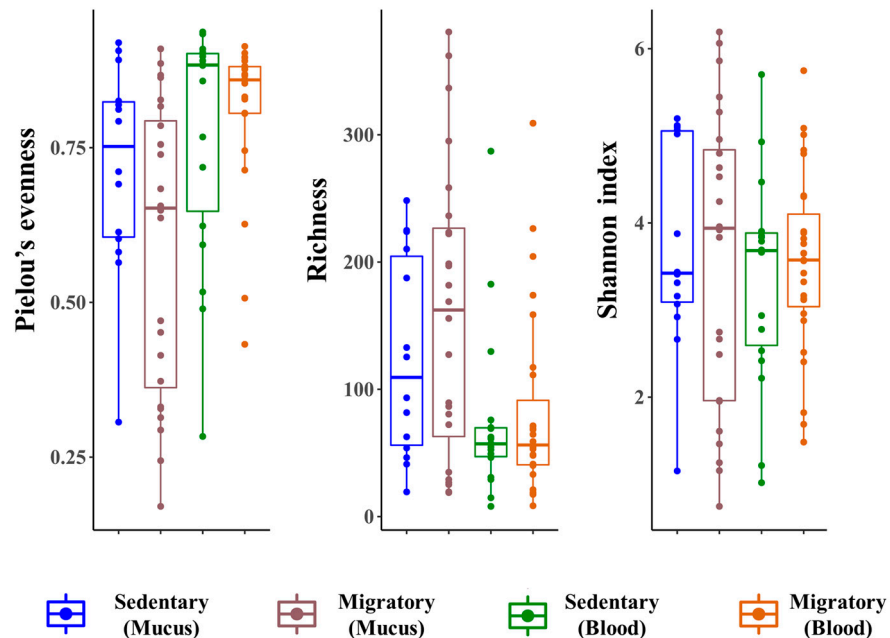 Pielou's evenness
0.75
0.50
0.25
Richness
300
200
100
0
Shannon index
6
4
2
Sedentary
(Mucus)
Migratory
(Mucus)
Sedentary
(Blood)
Migratory
(Blood)